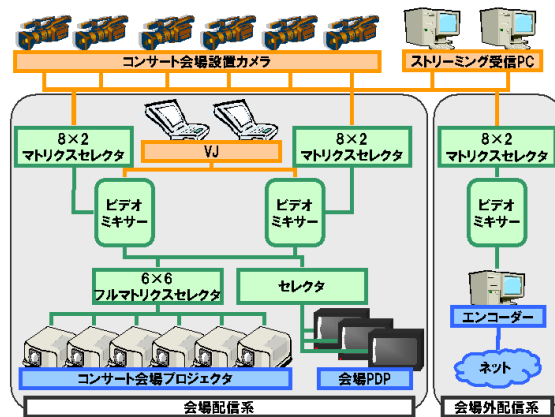 コンサート会場設置カメラ
ストリーミング受信PC
8×2
マトリクスセレクタ
VJ
8×2
マトリクスセレクタ
8×2
マトリクスセレクタ
ビデオ
ミキサー
ビデオ
ミキサー
ビデオ
ミキサー
6×6
フルマトリクスセレクタ
セレクタ
エンコーダー
コンサート会場プロジェクタ
会場PDP
ネット
会場配信系
会場外配信系